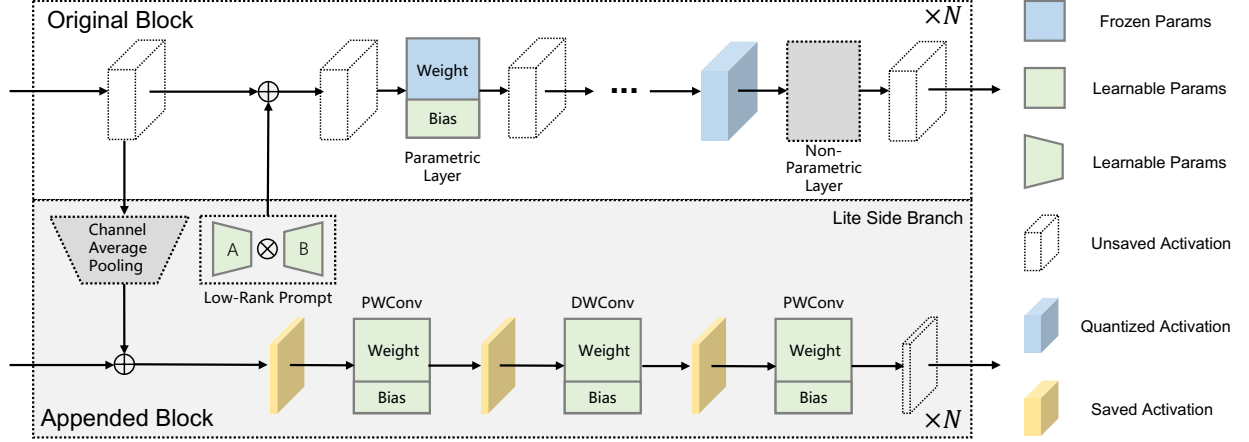 Original Block
×N
Weight
Bias
Parametric
Layer
...
Non-
Parametric
Layer
Channel
Average
Pooling
A
B
Low-Rank Prompt
Lite Side Branch
PWConv
Weight
Bias
DWConv
Weight
Bias
PWConv
Weight
Bias
Appended Block
×N
Frozen Params
Learnable Params
Learnable Params
Unsaved Activation
Quantized Activation
Saved Activation